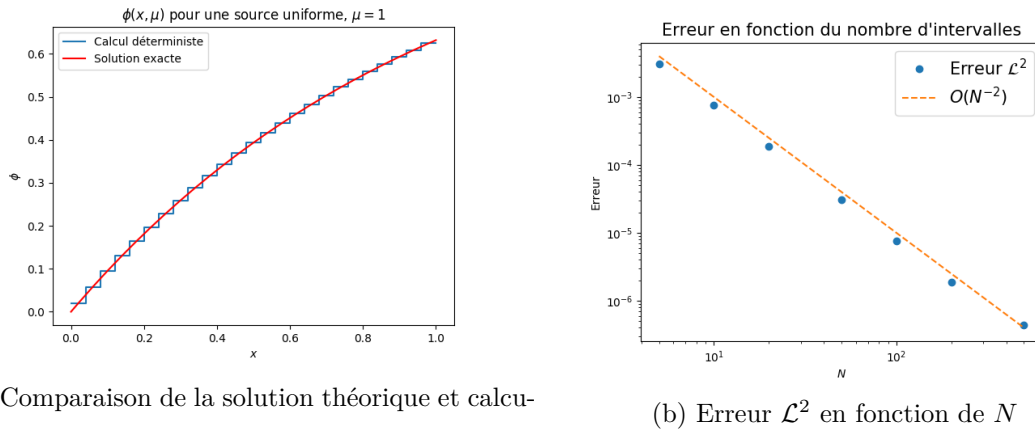 ϕ(x, μ) pour une source uniforme, μ = 1
Calcul déterministe
Solution exacte
0.6
0.5
0.4
0.3
0.2
0.1
0.0
ϕ
0.0 0.2 0.4 0.6 0.8 1.0
x
Comparaison de la solution théorique et calcu-
Erreur en fonction du nombre d'intervalles
Erreur ℒ²
O(N⁻²)
10⁻³
10⁻⁴
10⁻⁵
10⁻⁶
Erreur
10¹ 10²
N
(b) Erreur ℒ² en fonction de N